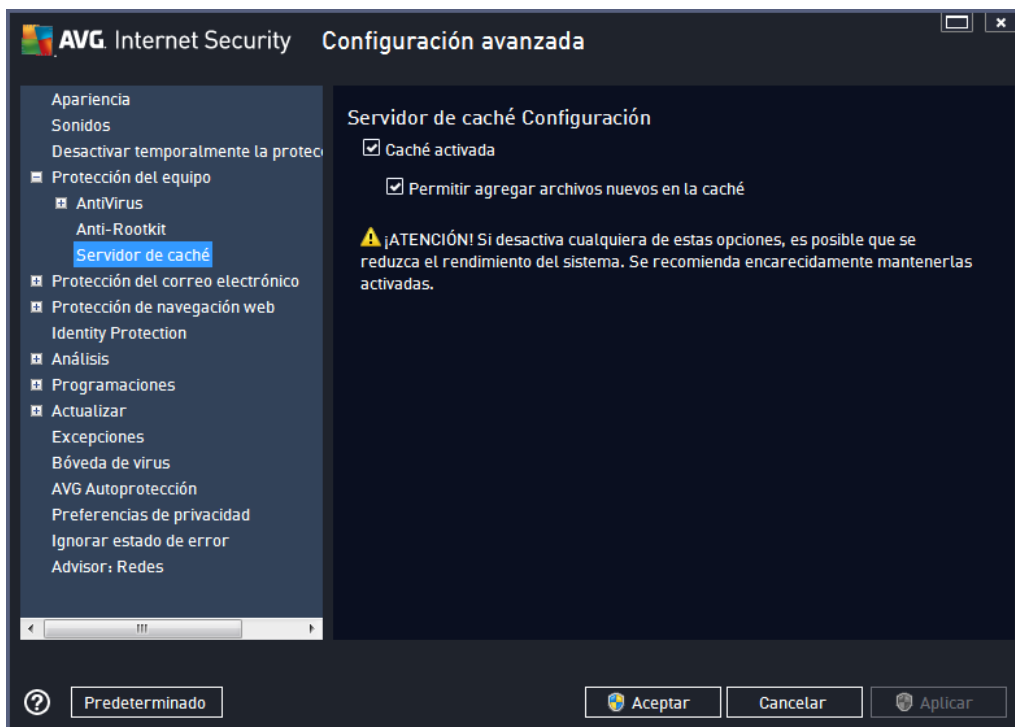 AVG. Internet Security Configuración avanzada
Apariencia
Sonidos
Desactivar temporalmente la protec
Protección del equipo
AntiVirus
Anti-Rootkit
Servidor de caché
Protección del correo electrónico
Protección de navegación web
Identity Protection
Análisis
Programaciones
Actualizar
Excepciones
Bóveda de virus
AVG Autoprotección
Preferencias de privacidad
Ignorar estado de error
Advisor: Redes
Servidor de caché Configuración
Caché activada
Permitir agregar archivos nuevos en la caché
¡ATENCIÓN! Si desactiva cualquiera de estas opciones, es posible que se
reduzca el rendimiento del sistema. Se recomienda encarecidamente mantenerlas
activadas.
Predeterminado
Aceptar
Cancelar
Aplicar